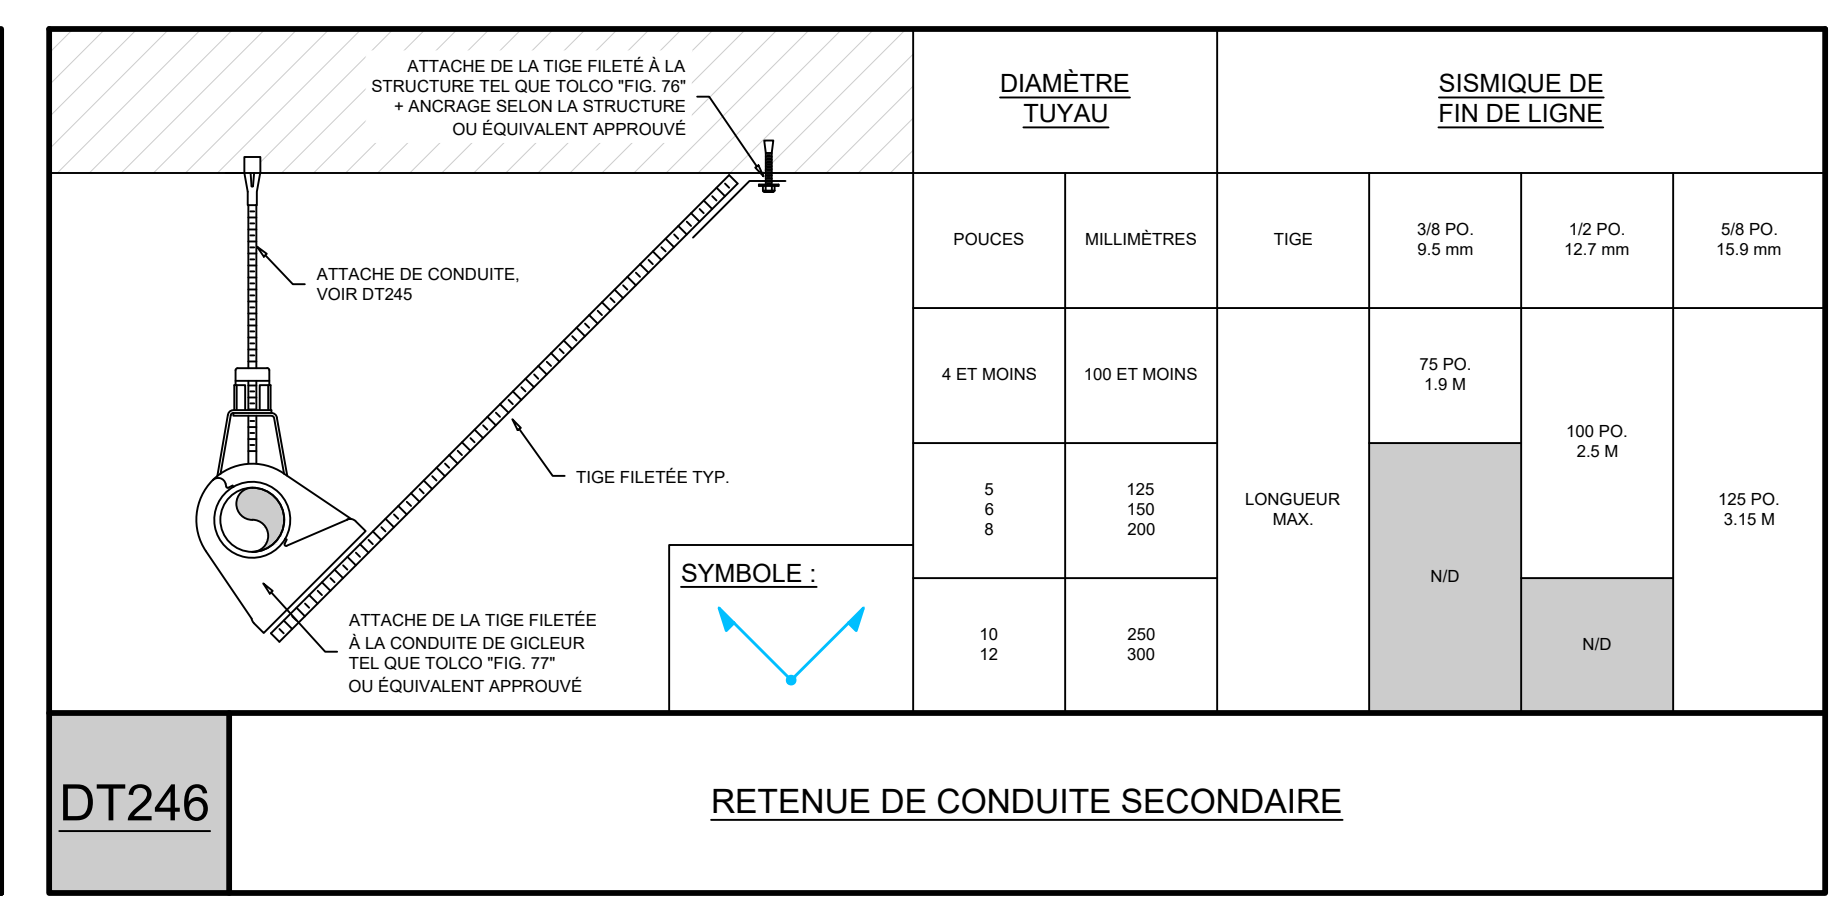 ATTACHE DE LA TIGE FILETÉ À LA
STRUCTURE TEL QUE TOLCO "FIG. 76"
+ ANCRAGE SELON LA STRUCTURE
OU ÉQUIVALENT APPROUVÉ
ATTACHE DE CONDUITE,
VOIR DT245
TIGE FILETÉE TYP.
ATTACHE DE LA TIGE FILETÉE
À LA CONDUITE DE GICLEUR
TEL QUE TOLCO "FIG. 77"
OU ÉQUIVALENT APPROUVÉ
SYMBOLE :
DIAMÈTRE
TUYAU
SISMIQUE DE
FIN DE LIGNE
POUCES
MILLIMÈTRES
TIGE
3/8 PO.
9.5 mm
1/2 PO.
12.7 mm
5/8 PO.
15.9 mm
4 ET MOINS
100 ET MOINS
LONGUEUR
MAX.
75 PO.
1.9 M
100 PO.
2.5 M
125 PO.
3.15 M
5
6
8
125
150
200
N/D
10
12
250
300
N/D
DT246
RETENUE DE CONDUITE SECONDAIRE